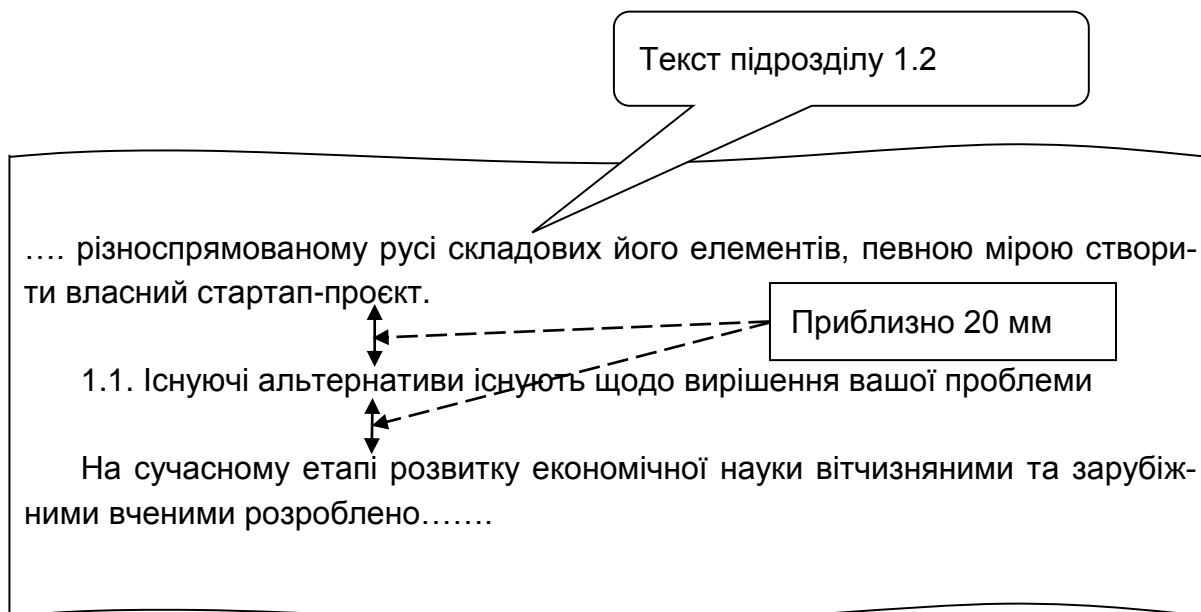 Текст підрозділу 1.2
…. різноспрямованому русі складових його елементів, певною мірою створи-
ти власний стартап-проєкт.
Приблизно 20 мм
1.1. Існуючі альтернативи існують щодо вирішення вашої проблеми
На сучасному етапі розвитку економічної науки вітчизняними та зарубіж-
ними вченими розроблено…….